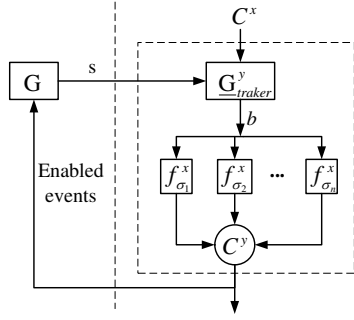 C^x
G
s
G^y_traker
b
Enabled
events
f^x_σ1
f^x_σ2
...
f^x_σn
C^y